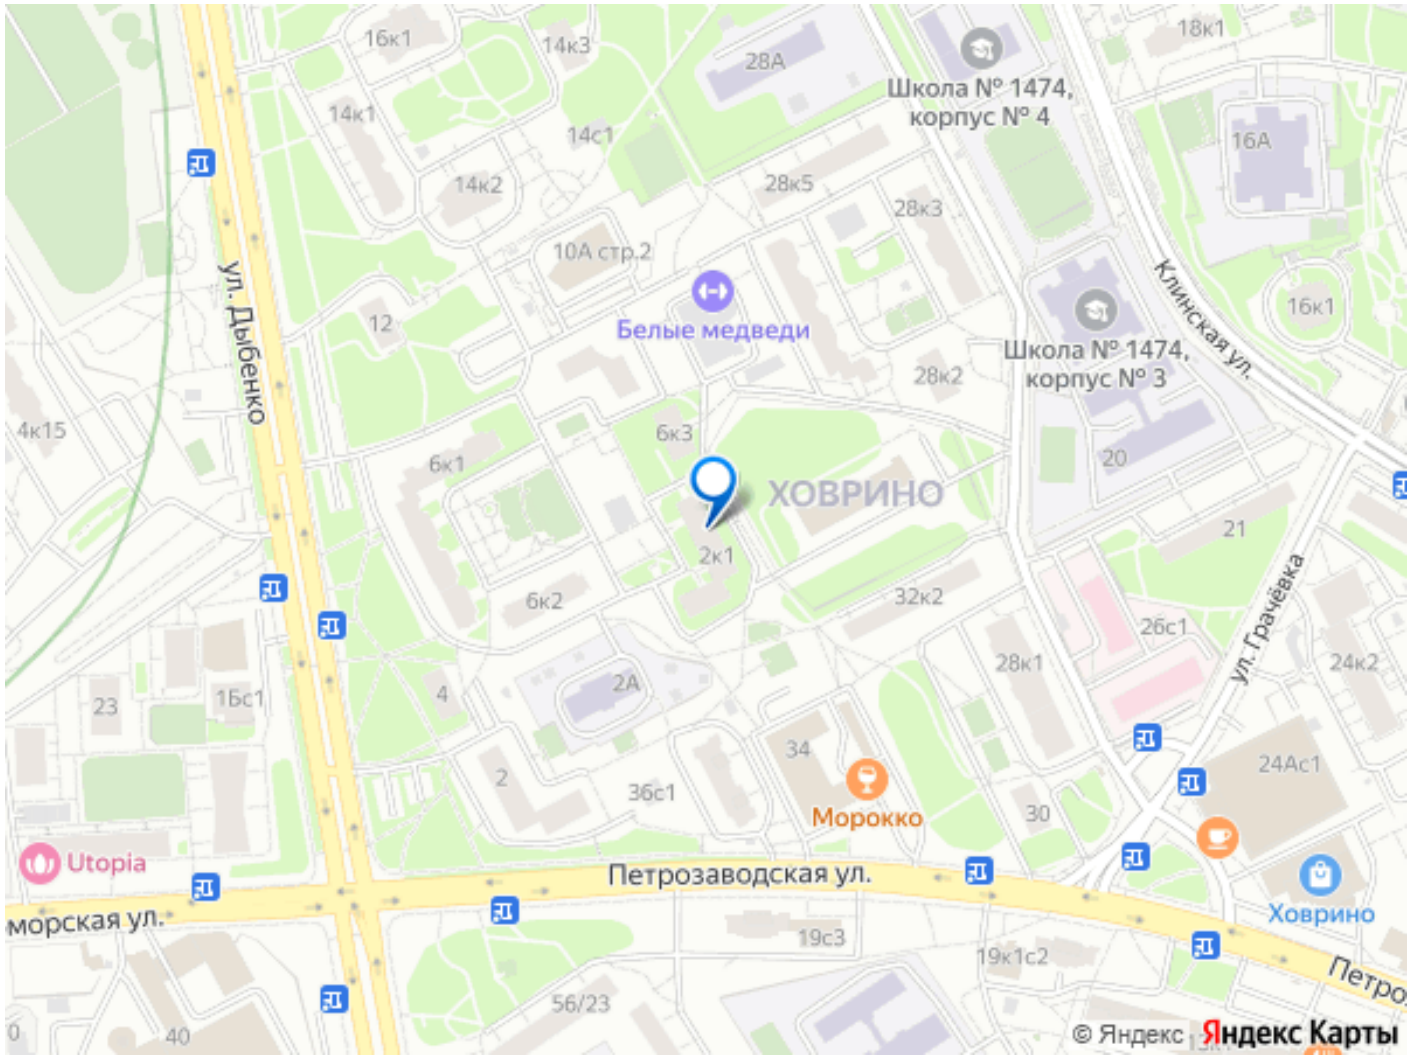 16к1
14к3
28А
18к1
Школа № 1474,
корпус № 4
14к1
14с1
16А
14к2
28к5
28к3
10А стр.2
ул. Дыбенко
Клинская ул.
12
Белые медведи
16к1
Школа № 1474,
корпус № 3
28к2
4к15
6к3
6к1
20
ХОВРИНО
21
2к1
6к2
32к2
26с1
ул. Грачёвка
28к1
24к2
2А
4
1Бс1
23
34
24Ас1
2
36с1
30
Морокко
Utopia
Петрозаводская ул.
Ховрино
морская ул.
19с3
19к1с2
Петро
56/23
40
0
© Яндекс Яндекс Карты